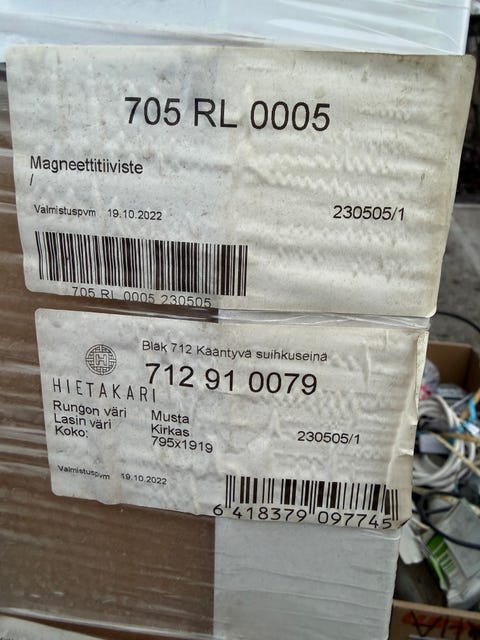 705 RL 0005
Magneettitiiviste
/
Valmistuspvm 19.10.2022
230505/1
705 RL 0005 230505
Blak 712 Kääntyvä suihkuseinä
HIETAKARI
712 91 0079
Rungon väri Musta
Lasin väri Kirkas
Koko: 795x1919
230505/1
Valmistuspvm 19.10.2022
6 418379 097745